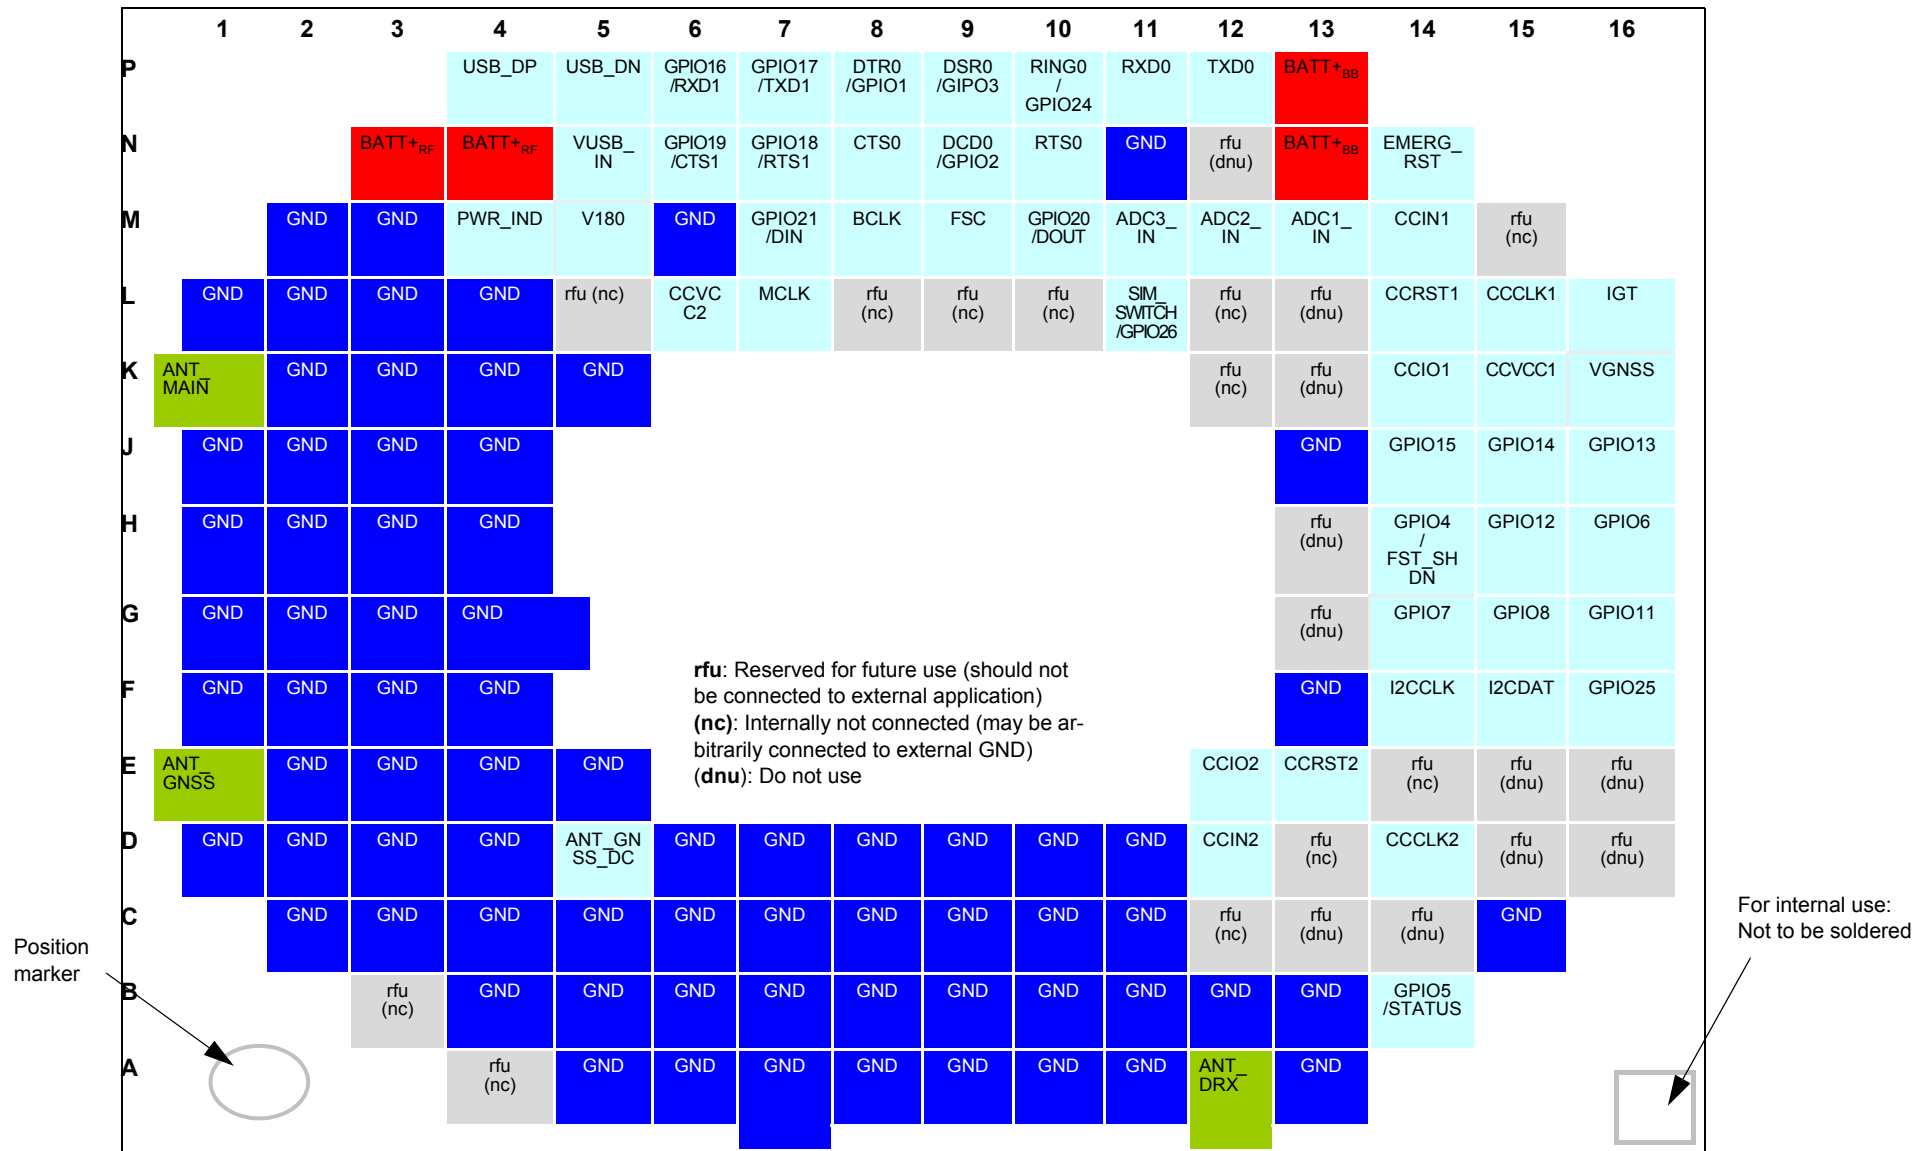 1 2 3 4 5 6 7 8 9 10 11 12 13 14 15 16
P USB_DP USB_DN GPIO16 /RXD1 GPIO17 /TXD1 DTR0 /GPIO1 DSR0 /GIPO3 RING0 / GPIO24 RXD0 TXD0 BATT+BB
N BATT+RF BATT+RF VUSB_ IN GPIO19 /CTS1 GPIO18 /RTS1 CTS0 DCD0 /GPIO2 RTS0 GND rfu (dnu) BATT+BB EMERG_ RST
M GND GND PWR_IND V180 GND GPIO21 /DIN BCLK FSC GPIO20 /DOUT ADC3_ IN ADC2_ IN ADC1_ IN CCIN1 rfu (nc)
L GND GND GND GND rfu (nc) CCVC C2 MCLK rfu (nc) rfu (nc) rfu (nc) SIM_ SWITCH /GPIO26 rfu (nc) rfu (dnu) CCRST1 CCCLK1 IGT
K ANT_ MAIN GND GND GND GND rfu (nc) rfu (dnu) CCIO1 CCVCC1 VGNSS
J GND GND GND GND GND GPIO15 GPIO14 GPIO13
H GND GND GND GND rfu (dnu) GPIO4 / FST_SH DN GPIO12 GPIO6
G GND GND GND GND rfu (dnu) GPIO7 GPIO8 GPIO11
F GND GND GND GND GND I2CCLK I2CDAT GPIO25
E ANT_ GNSS GND GND GND GND CCIO2 CCRST2 rfu (nc) rfu (dnu) rfu (dnu)
D GND GND GND GND ANT_GN SS_DC GND GND GND GND GND GND CCIN2 rfu (nc) CCCLK2 rfu (dnu) rfu (dnu)
C GND GND GND GND GND GND GND GND GND GND rfu (nc) rfu (dnu) rfu (dnu) GND
B rfu (nc) GND GND GND GND GND GND GND GND GND GND GPIO5 /STATUS
A rfu (nc) GND GND GND GND GND GND GND ANT_ DRX GND
rfu: Reserved for future use (should not
be connected to external application)
(nc): Internally not connected (may be ar-
bitrarily connected to external GND)
(dnu): Do not use
Position
marker
For internal use:
Not to be soldered